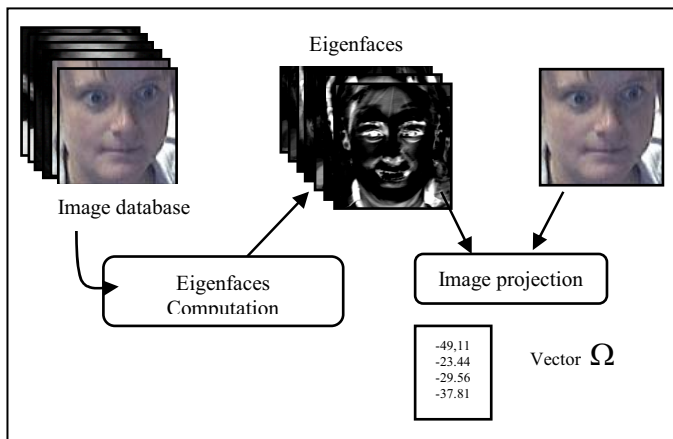 Eigenfaces
Image database
Eigenfaces
Computation
Image projection
-49,11
-23.44
-29.56
-37.81
Vector Ω